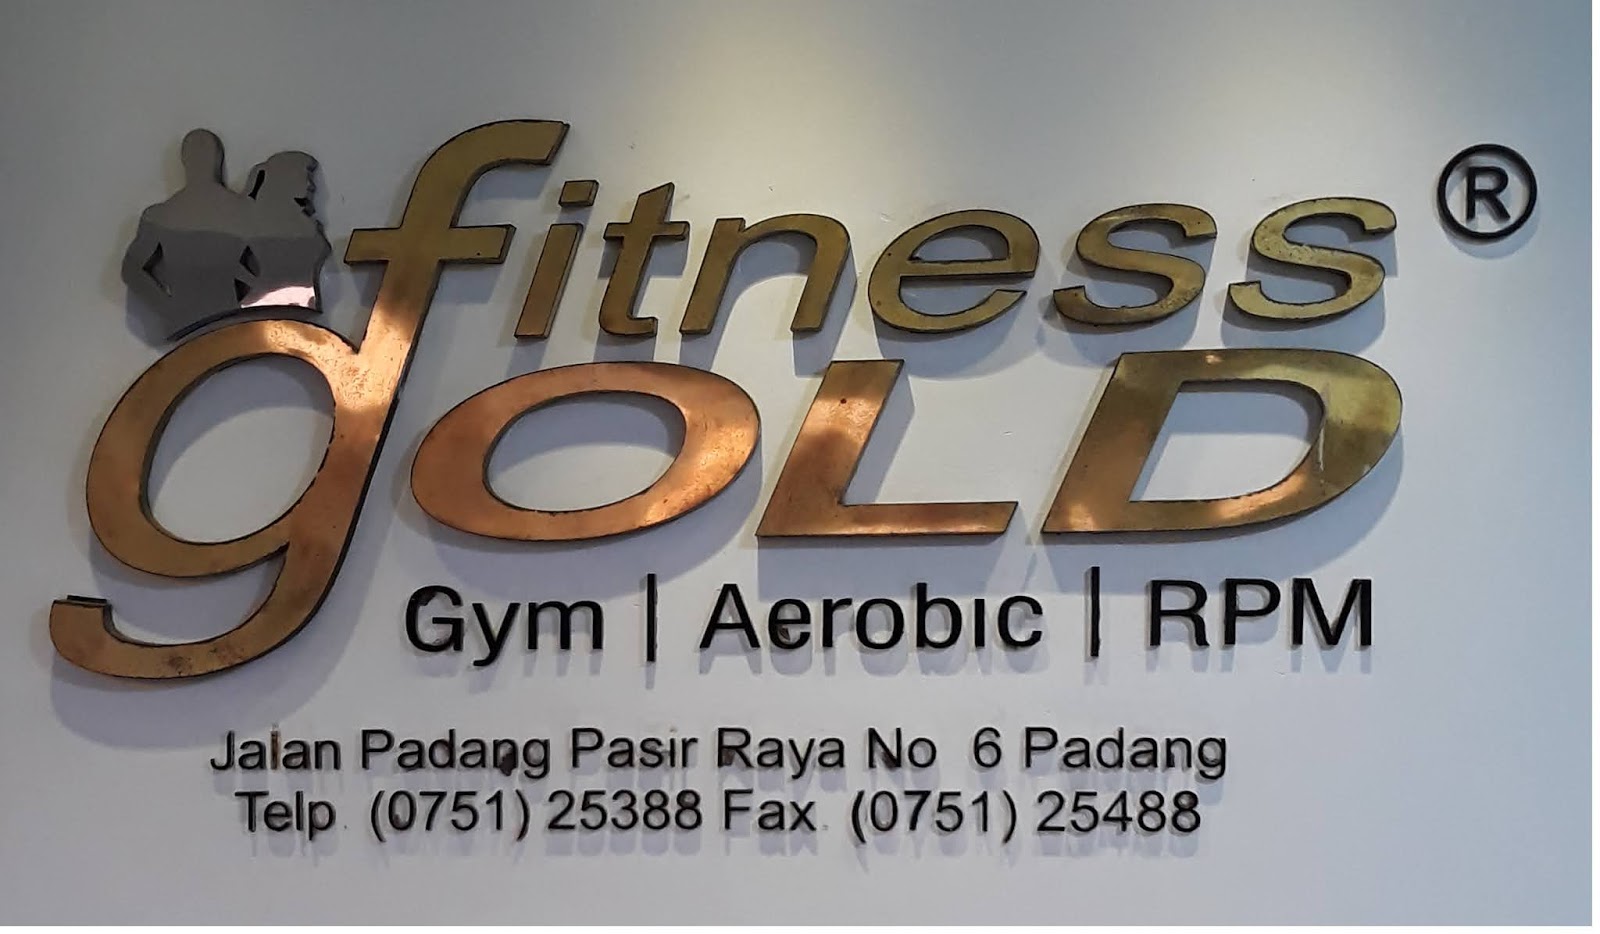 fitness ®
gOLD
Gym | Aerobic | RPM
Jalan Padang Pasir Raya No 6 Padang
Telp. (0751) 25388 Fax. (0751) 25488